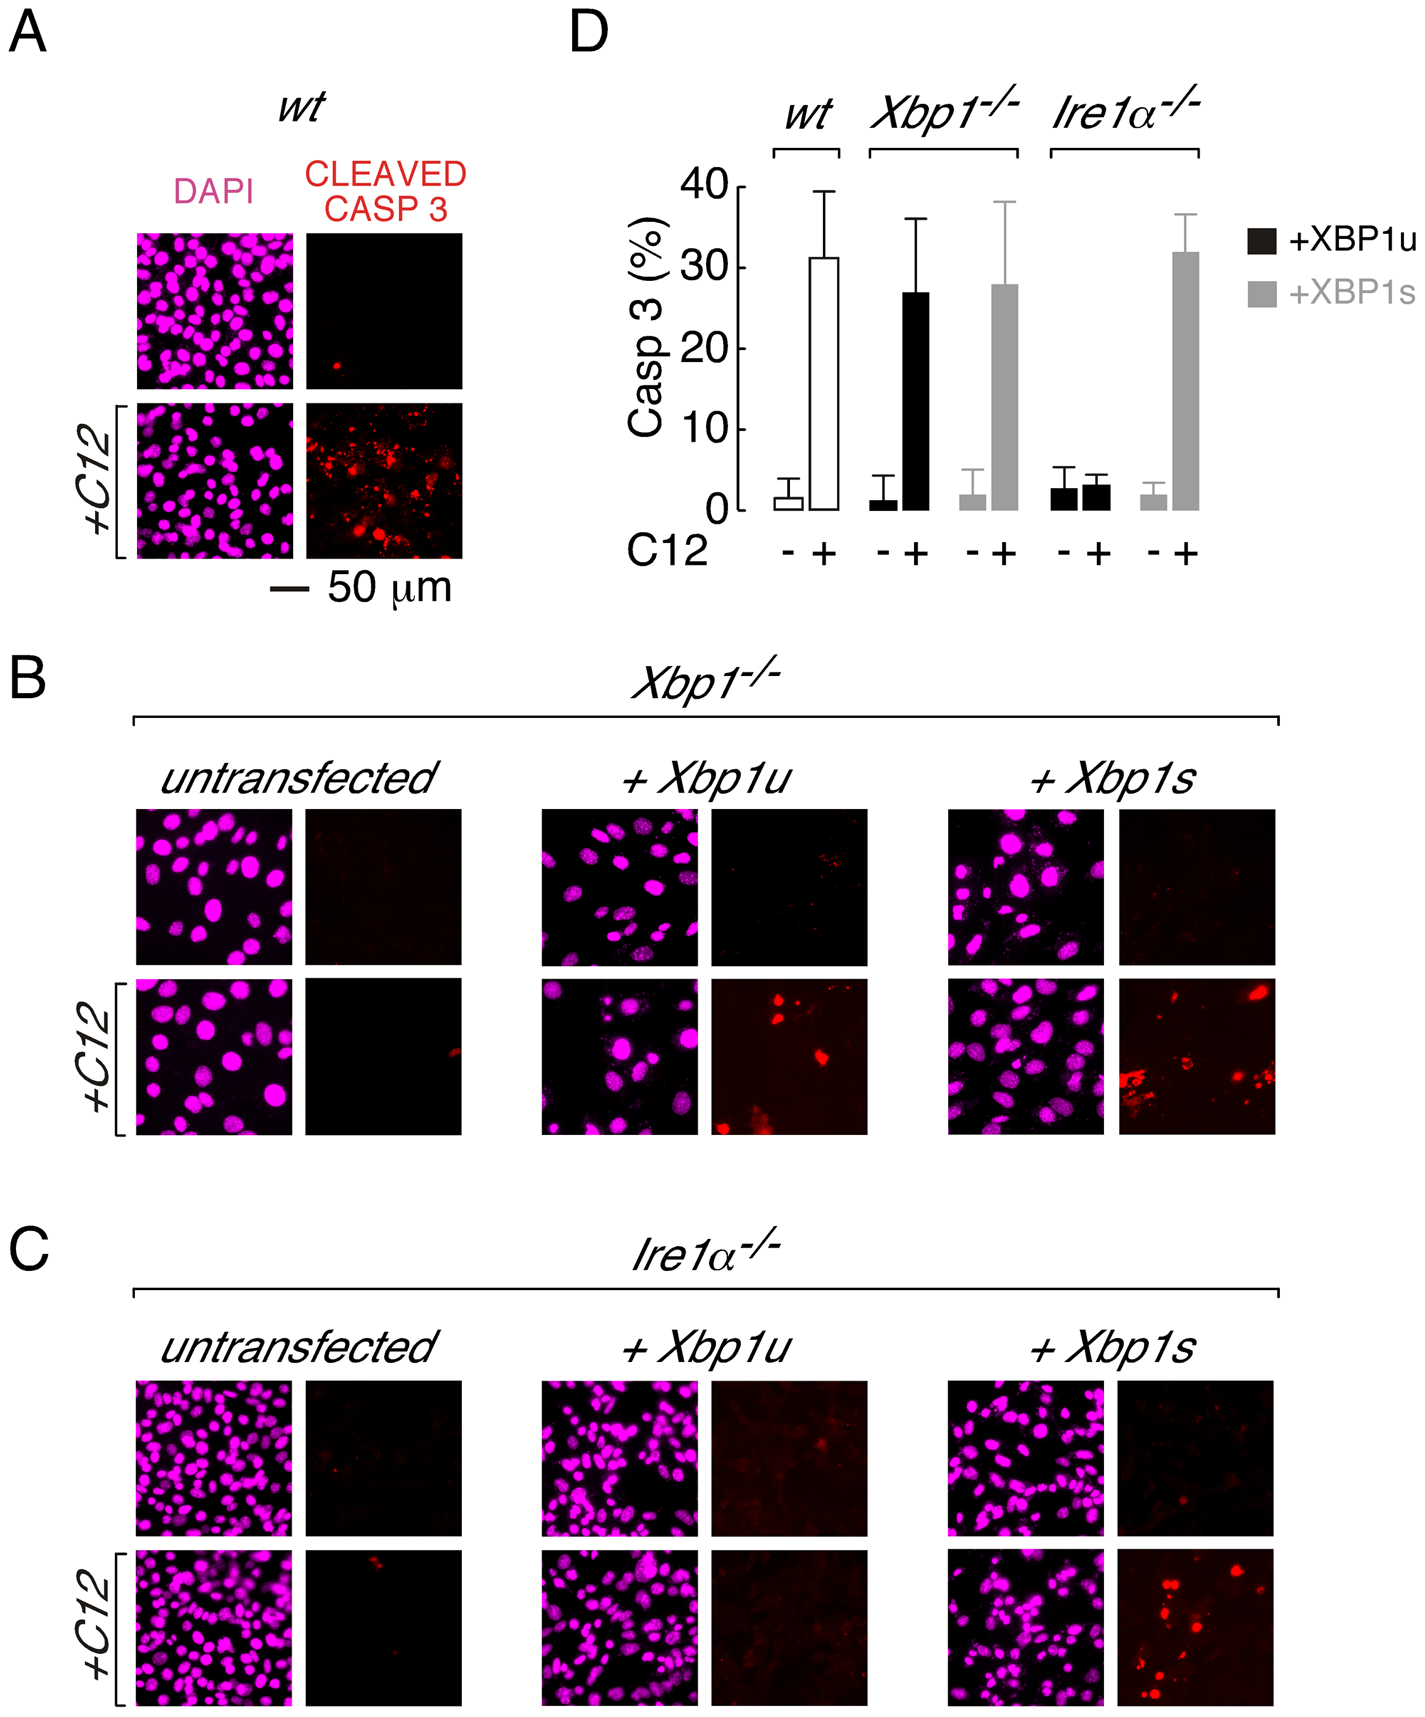 A
wt
DAPI
CLEAVED
CASP 3
+C12
50 μm
D
wt
Xbp1-/-
Ire1α-/-
Casp 3 (%)
40
30
20
10
0
C12
- + - + - + - + - +
+XBP1u
+XBP1s
B
Xbp1-/-
untransfected
+ Xbp1u
+ Xbp1s
+C12
C
Ire1α-/-
untransfected
+ Xbp1u
+ Xbp1s
+C12